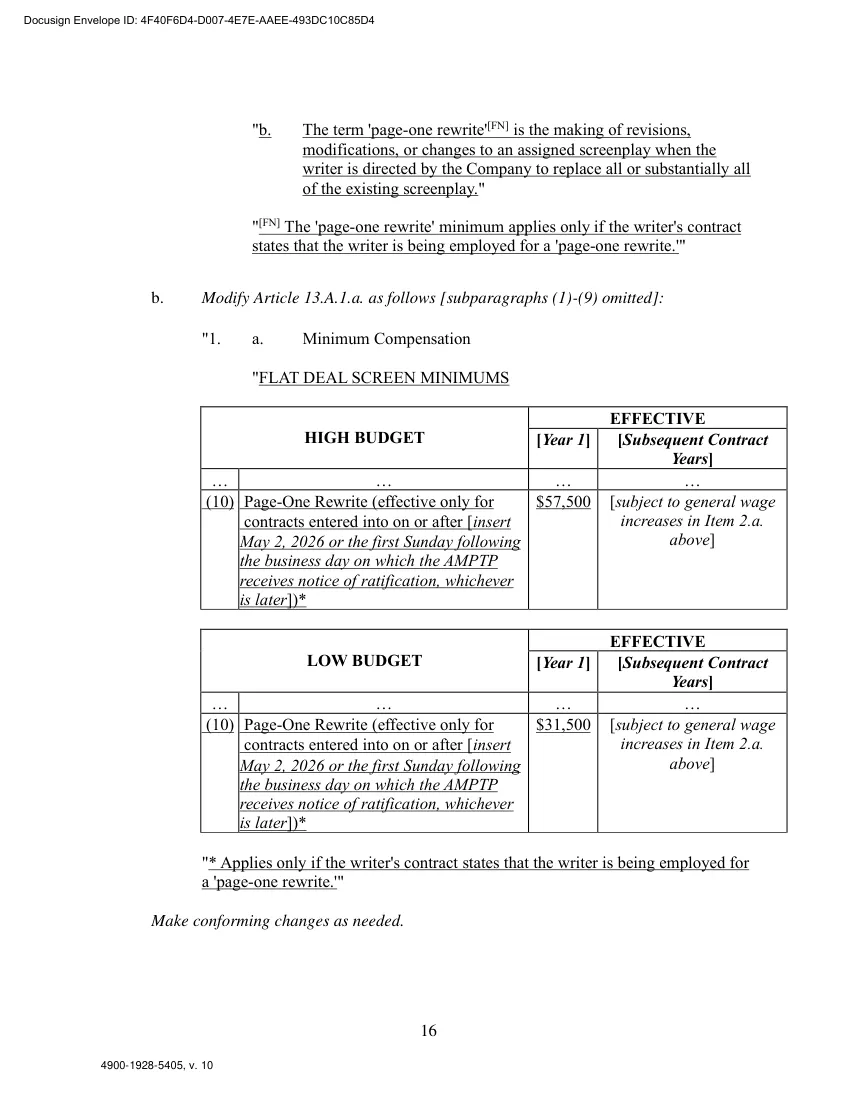 Docusign Envelope ID: 4F40F6D4-D007-4E7E-AAEE-493DC10C85D4
"b. The term 'page-one rewrite'[FN] is the making of revisions,
modifications, or changes to an assigned screenplay when the
writer is directed by the Company to replace all or substantially all
of the existing screenplay."
"[FN] The 'page-one rewrite' minimum applies only if the writer's contract
states that the writer is being employed for a 'page-one rewrite.'"
b. Modify Article 13.A.1.a. as follows [subparagraphs (1)-(9) omitted]:
"1. a. Minimum Compensation
"FLAT DEAL SCREEN MINIMUMS
HIGH BUDGET
EFFECTIVE
[Year 1]
[Subsequent Contract
Years]
… … … …
(10) Page-One Rewrite (effective only for
contracts entered into on or after [insert
May 2, 2026 or the first Sunday following
the business day on which the AMPTP
receives notice of ratification, whichever
is later])*
$57,500
[subject to general wage
increases in Item 2.a.
above]
LOW BUDGET
EFFECTIVE
[Year 1]
[Subsequent Contract
Years]
… … … …
(10) Page-One Rewrite (effective only for
contracts entered into on or after [insert
May 2, 2026 or the first Sunday following
the business day on which the AMPTP
receives notice of ratification, whichever
is later])*
$31,500
[subject to general wage
increases in Item 2.a.
above]
"* Applies only if the writer's contract states that the writer is being employed for
a 'page-one rewrite.'"
Make conforming changes as needed.
16
4900-1928-5405, v. 10